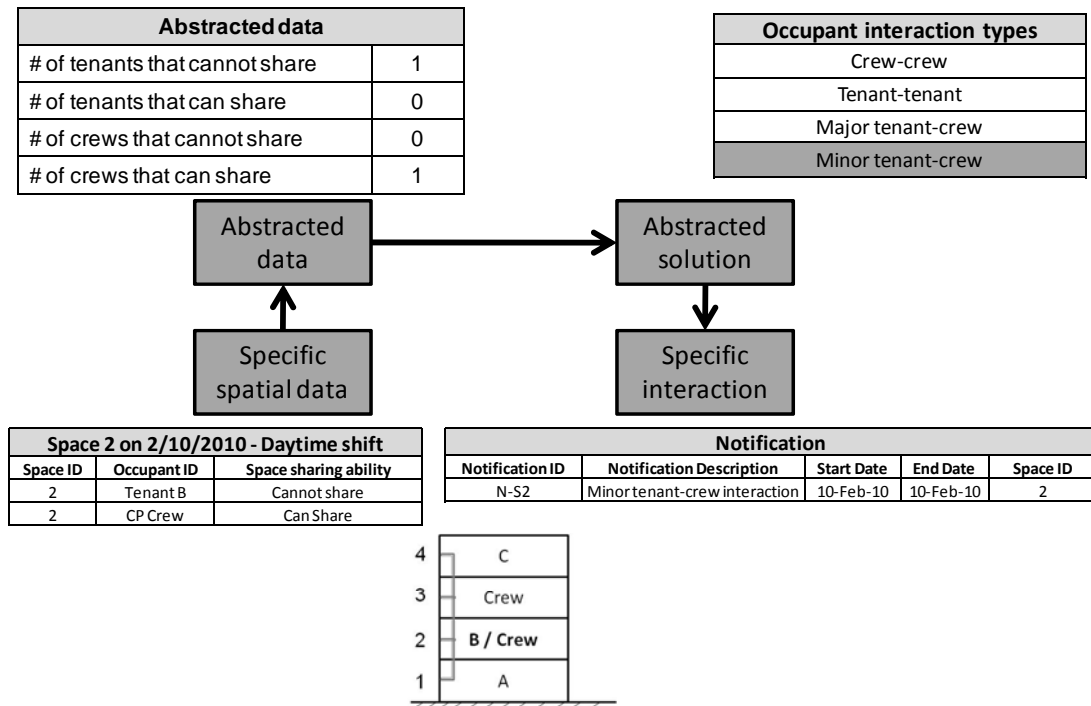 Abstracted data
# of tenants that cannot share 1
# of tenants that can share 0
# of crews that cannot share 0
# of crews that can share 1
Occupant interaction types
Crew-crew
Tenant-tenant
Major tenant-crew
Minor tenant-crew
Abstracted
data
Abstracted
solution
Specific
spatial data
Specific
interaction
Space 2 on 2/10/2010 - Daytime shift
Space ID Occupant ID Space sharing ability
2 Tenant B Cannot share
2 CP Crew Can Share
Notification
Notification ID Notification Description Start Date End Date Space ID
N-S2 Minor tenant-crew interaction 10-Feb-10 10-Feb-10 2
4 C
3 Crew
2 B / Crew
1 A